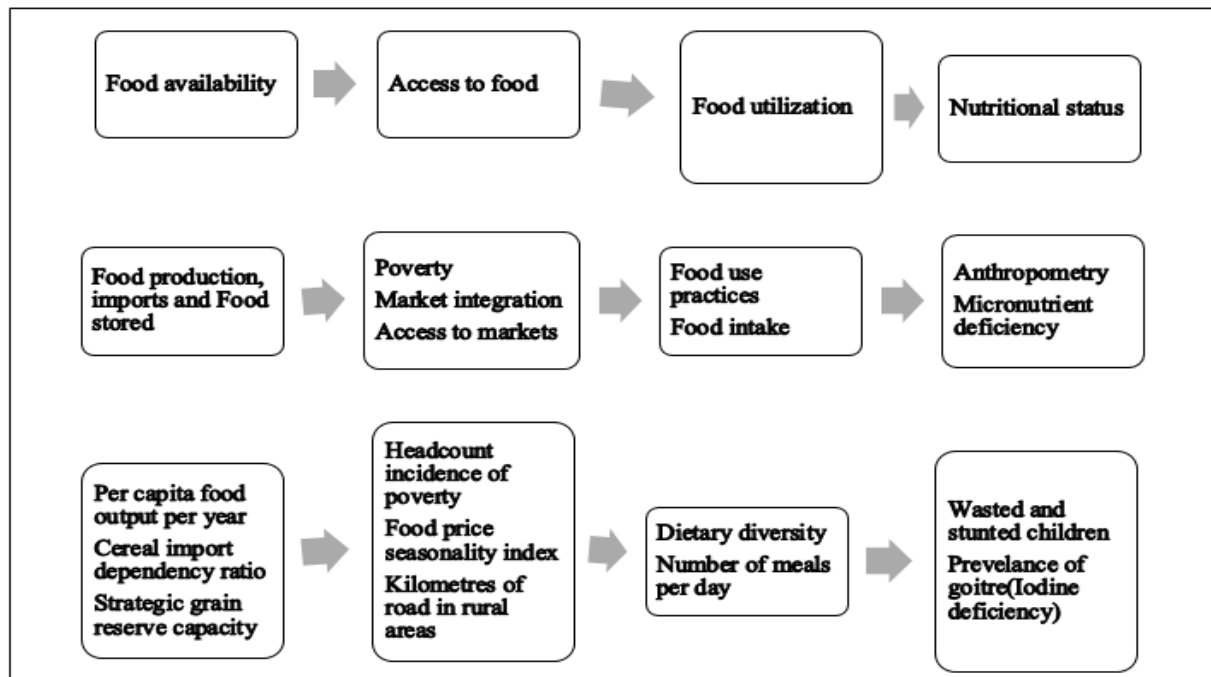 Food availability
Access to food
Food utilization
Nutritional status
Food production,
imports and Food
stored
Poverty
Market integration
Access to markets
Food use
practices
Food intake
Anthropometry
Micronutrient
deficiency
Per capita food
output per year
Cereal import
dependency ratio
Strategic grain
reserve capacity
Headcount
incidence of
poverty
Food price
seasonality index
Kilometres of
road in rural
areas
Dietary diversity
Number of meals
per day
Wasted and
stunted children
Prevelance of
goitre(Iodine
deficiency)